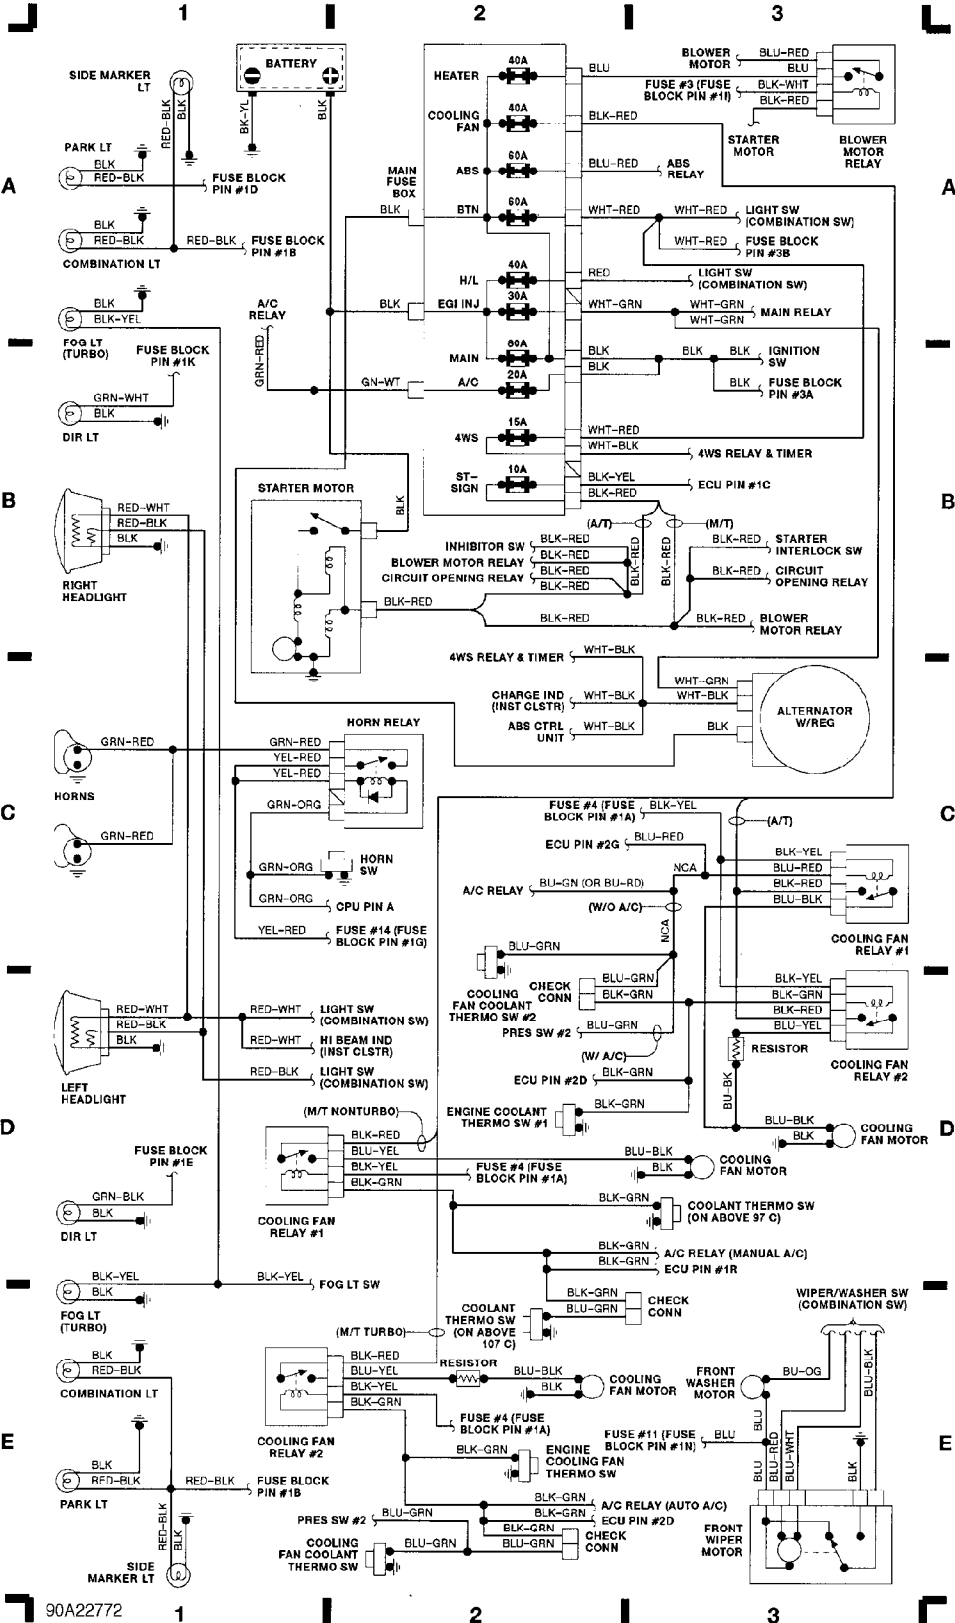 1 2 3
A
B
C
D
E
A
B
C
D
E
SIDE MARKER
LT
RED-BLK
BLK
BATTERY
BK-YL
BLK
PARK LT
BLK
RED-BLK
FUSE BLOCK
PIN #1D
BLK
RED-BLK
RED-BLK
FUSE BLOCK
PIN #1B
COMBINATION LT
BLK
BLK-YEL
FOG LT
(TURBO)
A/C
RELAY
GRN-RED
FUSE BLOCK
PIN #1K
GRN-WHT
BLK
DIR LT
GN-WT
MAIN
FUSE
BOX
BLK
BLK
HEATER
40A
COOLING
FAN
40A
ABS
60A
BTN
60A
H/L
40A
EGI INJ
30A
MAIN
80A
A/C
20A
4WS
15A
ST-
SIGN
10A
BLU
BLK-RED
BLU-RED
ABS
RELAY
WHT-RED
WHT-RED
LIGHT SW
(COMBINATION SW)
WHT-RED
FUSE BLOCK
PIN #3B
RED
LIGHT SW
(COMBINATION SW)
WHT-GRN
WHT-GRN
MAIN RELAY
WHT-GRN
BLK
BLK
BLK
IGNITION
SW
BLK
BLK
FUSE BLOCK
PIN #3A
WHT-RED
WHT-BLK
4WS RELAY & TIMER
BLK-YEL
ECU PIN #1C
BLK-RED
BLOWER
MOTOR
BLU-RED
BLU
FUSE #3 (FUSE
BLOCK PIN #1I)
BLK-WHT
BLK-RED
STARTER
MOTOR
BLOWER
MOTOR
RELAY
RED-WHT
RED-BLK
BLK
RIGHT
HEADLIGHT
STARTER MOTOR
BLK
(A/T)
(M/T)
INHIBITOR SW
BLK-RED
BLOWER MOTOR RELAY
BLK-RED
CIRCUIT OPENING RELAY
BLK-RED
BLK-RED
BLK-RED
BLK-RED
BLK-RED
STARTER
INTERLOCK SW
BLK-RED
CIRCUIT
OPENING RELAY
BLK-RED
BLK-RED
BLK-RED
BLOWER
MOTOR RELAY
4WS RELAY & TIMER
WHT-BLK
CHARGE IND
(INST CLSTR)
WHT-BLK
ABS CTRL
UNIT
WHT-BLK
WHT-GRN
WHT-BLK
BLK
ALTERNATOR
W/REG
GRN-RED
HORNS
GRN-RED
HORN RELAY
GRN-RED
YEL-RED
YEL-RED
GRN-ORG
GRN-ORG
HORN
SW
GRN-ORG
CPU PIN A
YEL-RED
FUSE #14 (FUSE
BLOCK PIN #1G)
FUSE #4 (FUSE
BLOCK PIN #1A)
BLK-YEL
(A/T)
ECU PIN #2G
BLU-RED
NCA
A/C RELAY
BU-GN (OR BU-RD)
(W/O A/C)
NCA
BLK-YEL
BLU-RED
BLK-RED
BLU-BLK
COOLING FAN
RELAY #1
BLU-GRN
COOLING
FAN COOLANT
THERMO SW #2
CHECK
CONN
BLU-GRN
BLK-GRN
PRES SW #2
BLU-GRN
(W/ A/C)
ECU PIN #2D
BLK-GRN
ENGINE COOLANT
THERMO SW #1
BLK-GRN
BLK-YEL
BLK-GRN
BLK-RED
BLU-YEL
RESISTOR
BU-BK
COOLING FAN
RELAY #2
BLU-BLK
BLK
COOLING
FAN MOTOR
RED-WHT
RED-BLK
BLK
LEFT
HEADLIGHT
RED-WHT
LIGHT SW
(COMBINATION SW)
RED-WHT
HI BEAM IND
(INST CLSTR)
RED-BLK
LIGHT SW
(COMBINATION SW)
(M/T NONTURBO)
BLK-RED
BLU-YEL
BLK-YEL
BLK-GRN
COOLING FAN
RELAY #1
FUSE #4 (FUSE
BLOCK PIN #1A)
BLU-BLK
BLK
COOLING
FAN MOTOR
BLK-GRN
COOLANT THERMO SW
(ON ABOVE 97 C)
BLK-GRN
A/C RELAY (MANUAL A/C)
BLK-GRN
ECU PIN #1R
BLK-GRN
BLU-GRN
CHECK
CONN
COOLANT
THERMO SW
(ON ABOVE
107 C)
FUSE BLOCK
PIN #1E
GRN-BLK
BLK
DIR LT
BLK-YEL
BLK-YEL
FOG LT SW
BLK
FOG LT
(TURBO)
BLK
RED-BLK
COMBINATION LT
BLK
RED-BLK
RED-BLK
FUSE BLOCK
PIN #1B
PARK LT
RED-BLK
BLK
SIDE
MARKER LT
(M/T TURBO)
BLK-RED
BLU-YEL
BLK-YEL
BLK-GRN
COOLING FAN
RELAY #2
RESISTOR
BLU-BLK
BLK
COOLING
FAN MOTOR
FUSE #4 (FUSE
BLOCK PIN #1A)
BLK-GRN
ENGINE
COOLING FAN
THERMO SW
BLK-GRN
A/C RELAY (AUTO A/C)
BLK-GRN
ECU PIN #2D
BLK-GRN
CHECK
CONN
PRES SW #2
BLU-GRN
COOLING
FAN COOLANT
THERMO SW
BLU-GRN
BLU-GRN
WIPER/WASHER SW
(COMBINATION SW)
FRONT
WASHER
MOTOR
BU-OG
BLU-BLK
BLU
FUSE #11 (FUSE
BLOCK PIN #1N)
BLU
BLU
BLU-RED
BLU-WHT
BLK
FRONT
WIPER
MOTOR
90A22772
1 2 3